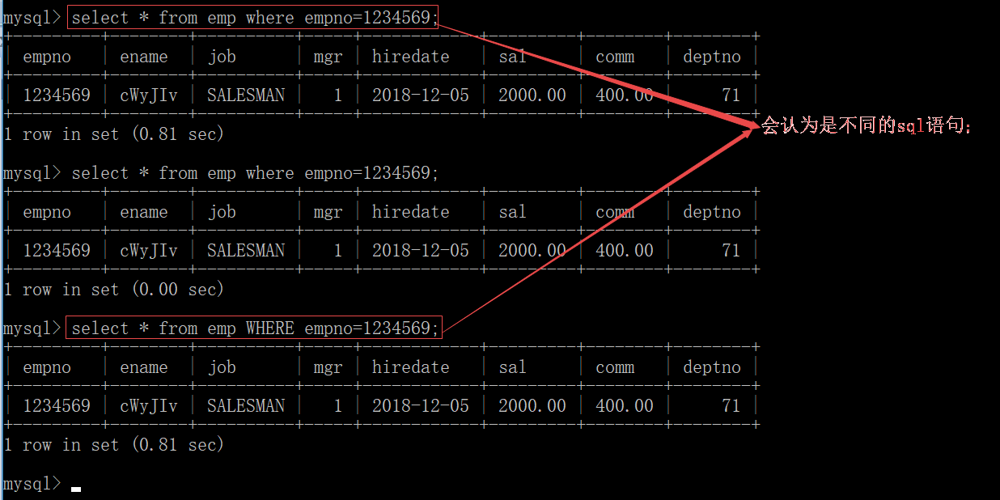 mysql> select * from emp where empno=1234569;
+---------+--------+----------+-----+------------+---------+--------+--------+
| empno | ename | job | mgr | hiredate | sal | comm | deptno |
+---------+--------+----------+-----+------------+---------+--------+--------+
| 1234569 | cWyJIv | SALESMAN | 1 | 2018-12-05 | 2000.00 | 400.00 | 71 |
+---------+--------+----------+-----+------------+---------+--------+--------+
会认为是不同的sql语句;
1 row in set (0.81 sec)
mysql> select * from emp where empno=1234569;
+---------+--------+----------+-----+------------+---------+--------+--------+
| empno | ename | job | mgr | hiredate | sal | comm | deptno |
+---------+--------+----------+-----+------------+---------+--------+--------+
| 1234569 | cWyJIv | SALESMAN | 1 | 2018-12-05 | 2000.00 | 400.00 | 71 |
+---------+--------+----------+-----+------------+---------+--------+--------+
1 row in set (0.00 sec)
mysql> select * from emp WHERE empno=1234569;
+---------+--------+----------+-----+------------+---------+--------+--------+
| empno | ename | job | mgr | hiredate | sal | comm | deptno |
+---------+--------+----------+-----+------------+---------+--------+--------+
| 1234569 | cWyJIv | SALESMAN | 1 | 2018-12-05 | 2000.00 | 400.00 | 71 |
+---------+--------+----------+-----+------------+---------+--------+--------+
1 row in set (0.81 sec)
mysql>